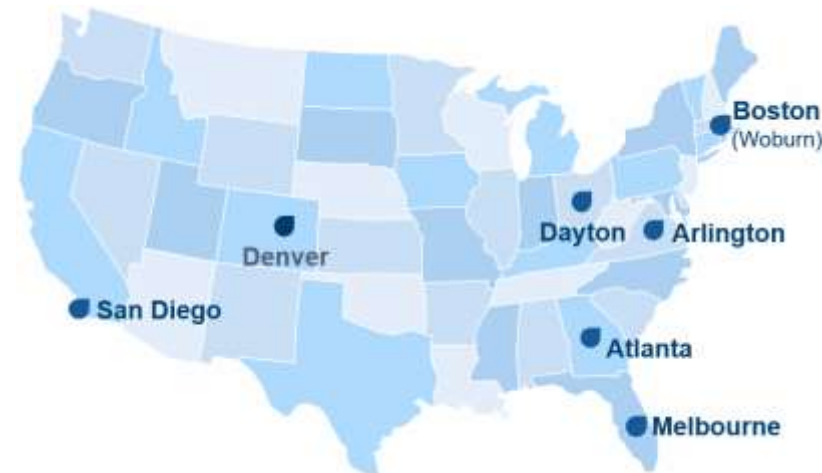 Boston
(Woburn)
Dayton
Arlington
Denver
San Diego
Atlanta
Melbourne